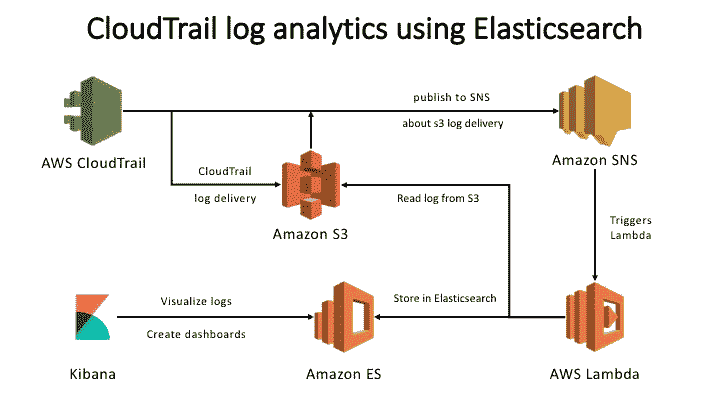 CloudTrail log analytics using Elasticsearch
publish to SNS
about s3 log delivery
AWS CloudTrail
Amazon SNS
CloudTrail
log delivery
Read log from S3
Amazon S3
Triggers
Lambda
Visualize logs
Create dashboards
Store in Elasticsearch
Kibana
Amazon ES
AWS Lambda